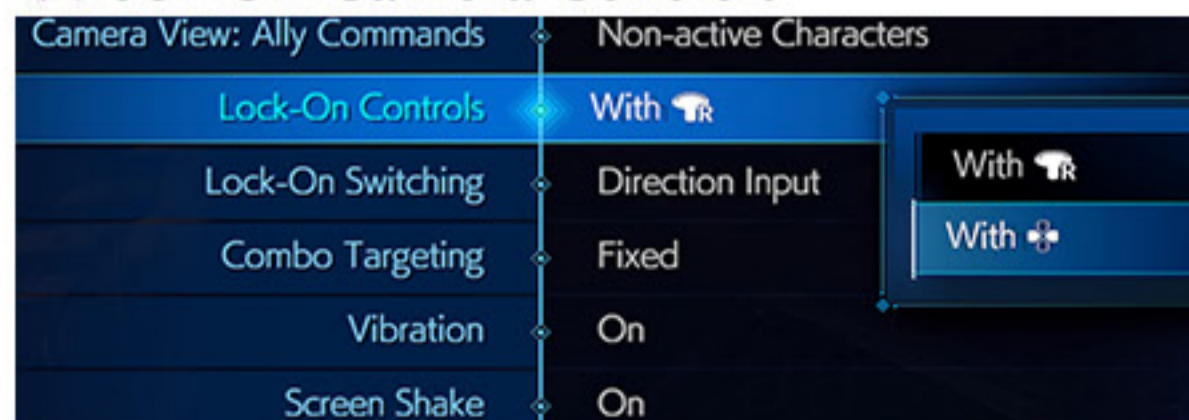 Camera View: Ally Commands Non-active Characters
Lock-On Controls With R
With R
Lock-On Switching Direction Input
With
Combo Targeting Fixed
Vibration On
Screen Shake On